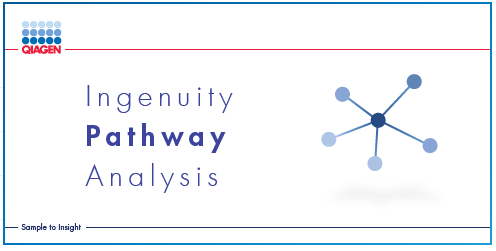 QIAGEN
Ingenuity
Pathway
Analysis
Sample to Insight